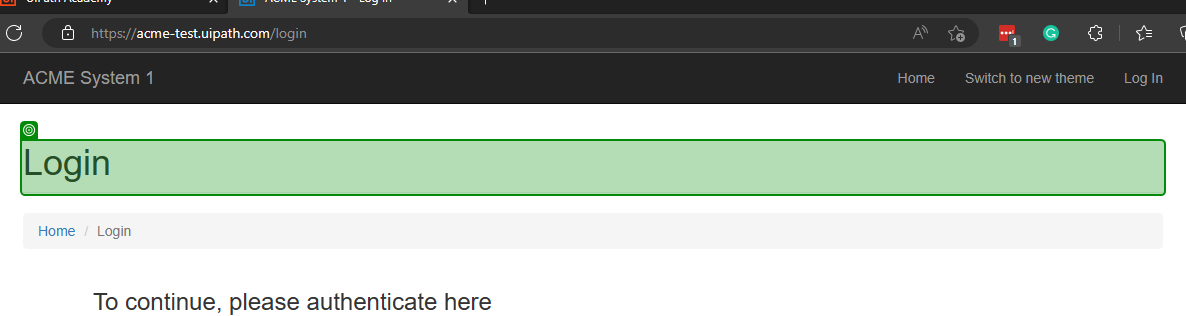 UiPath Academy
ACME System 1 - Log In
https://acme-test.uipath.com/login
1
ACME System 1
Home
Switch to new theme
Log In
Login
Home / Login
To continue, please authenticate here